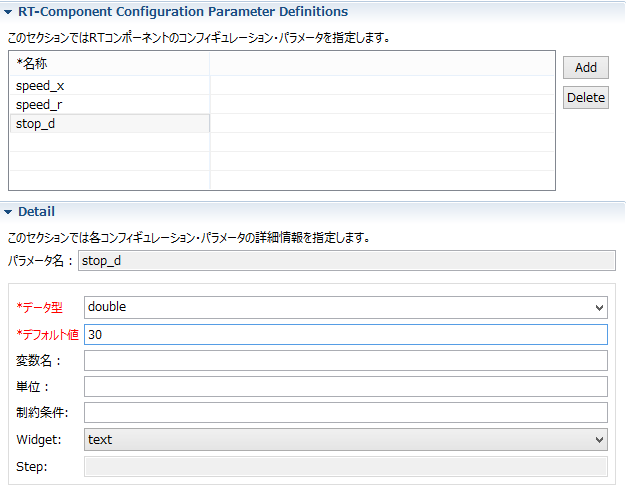 RT-Component Configuration Parameter Definitions
このセクションではRTコンポーネントのコンフィギュレーション・パラメータを指定します。
*名称
speed_x
speed_r
stop_d
Add
Delete
Detail
このセクションでは各コンフィギュレーション・パラメータの詳細情報を指定します。
パラメータ名： stop_d
*データ型 double
*デフォルト値 30
変数名：
単位：
制約条件:
Widget: text
Step: